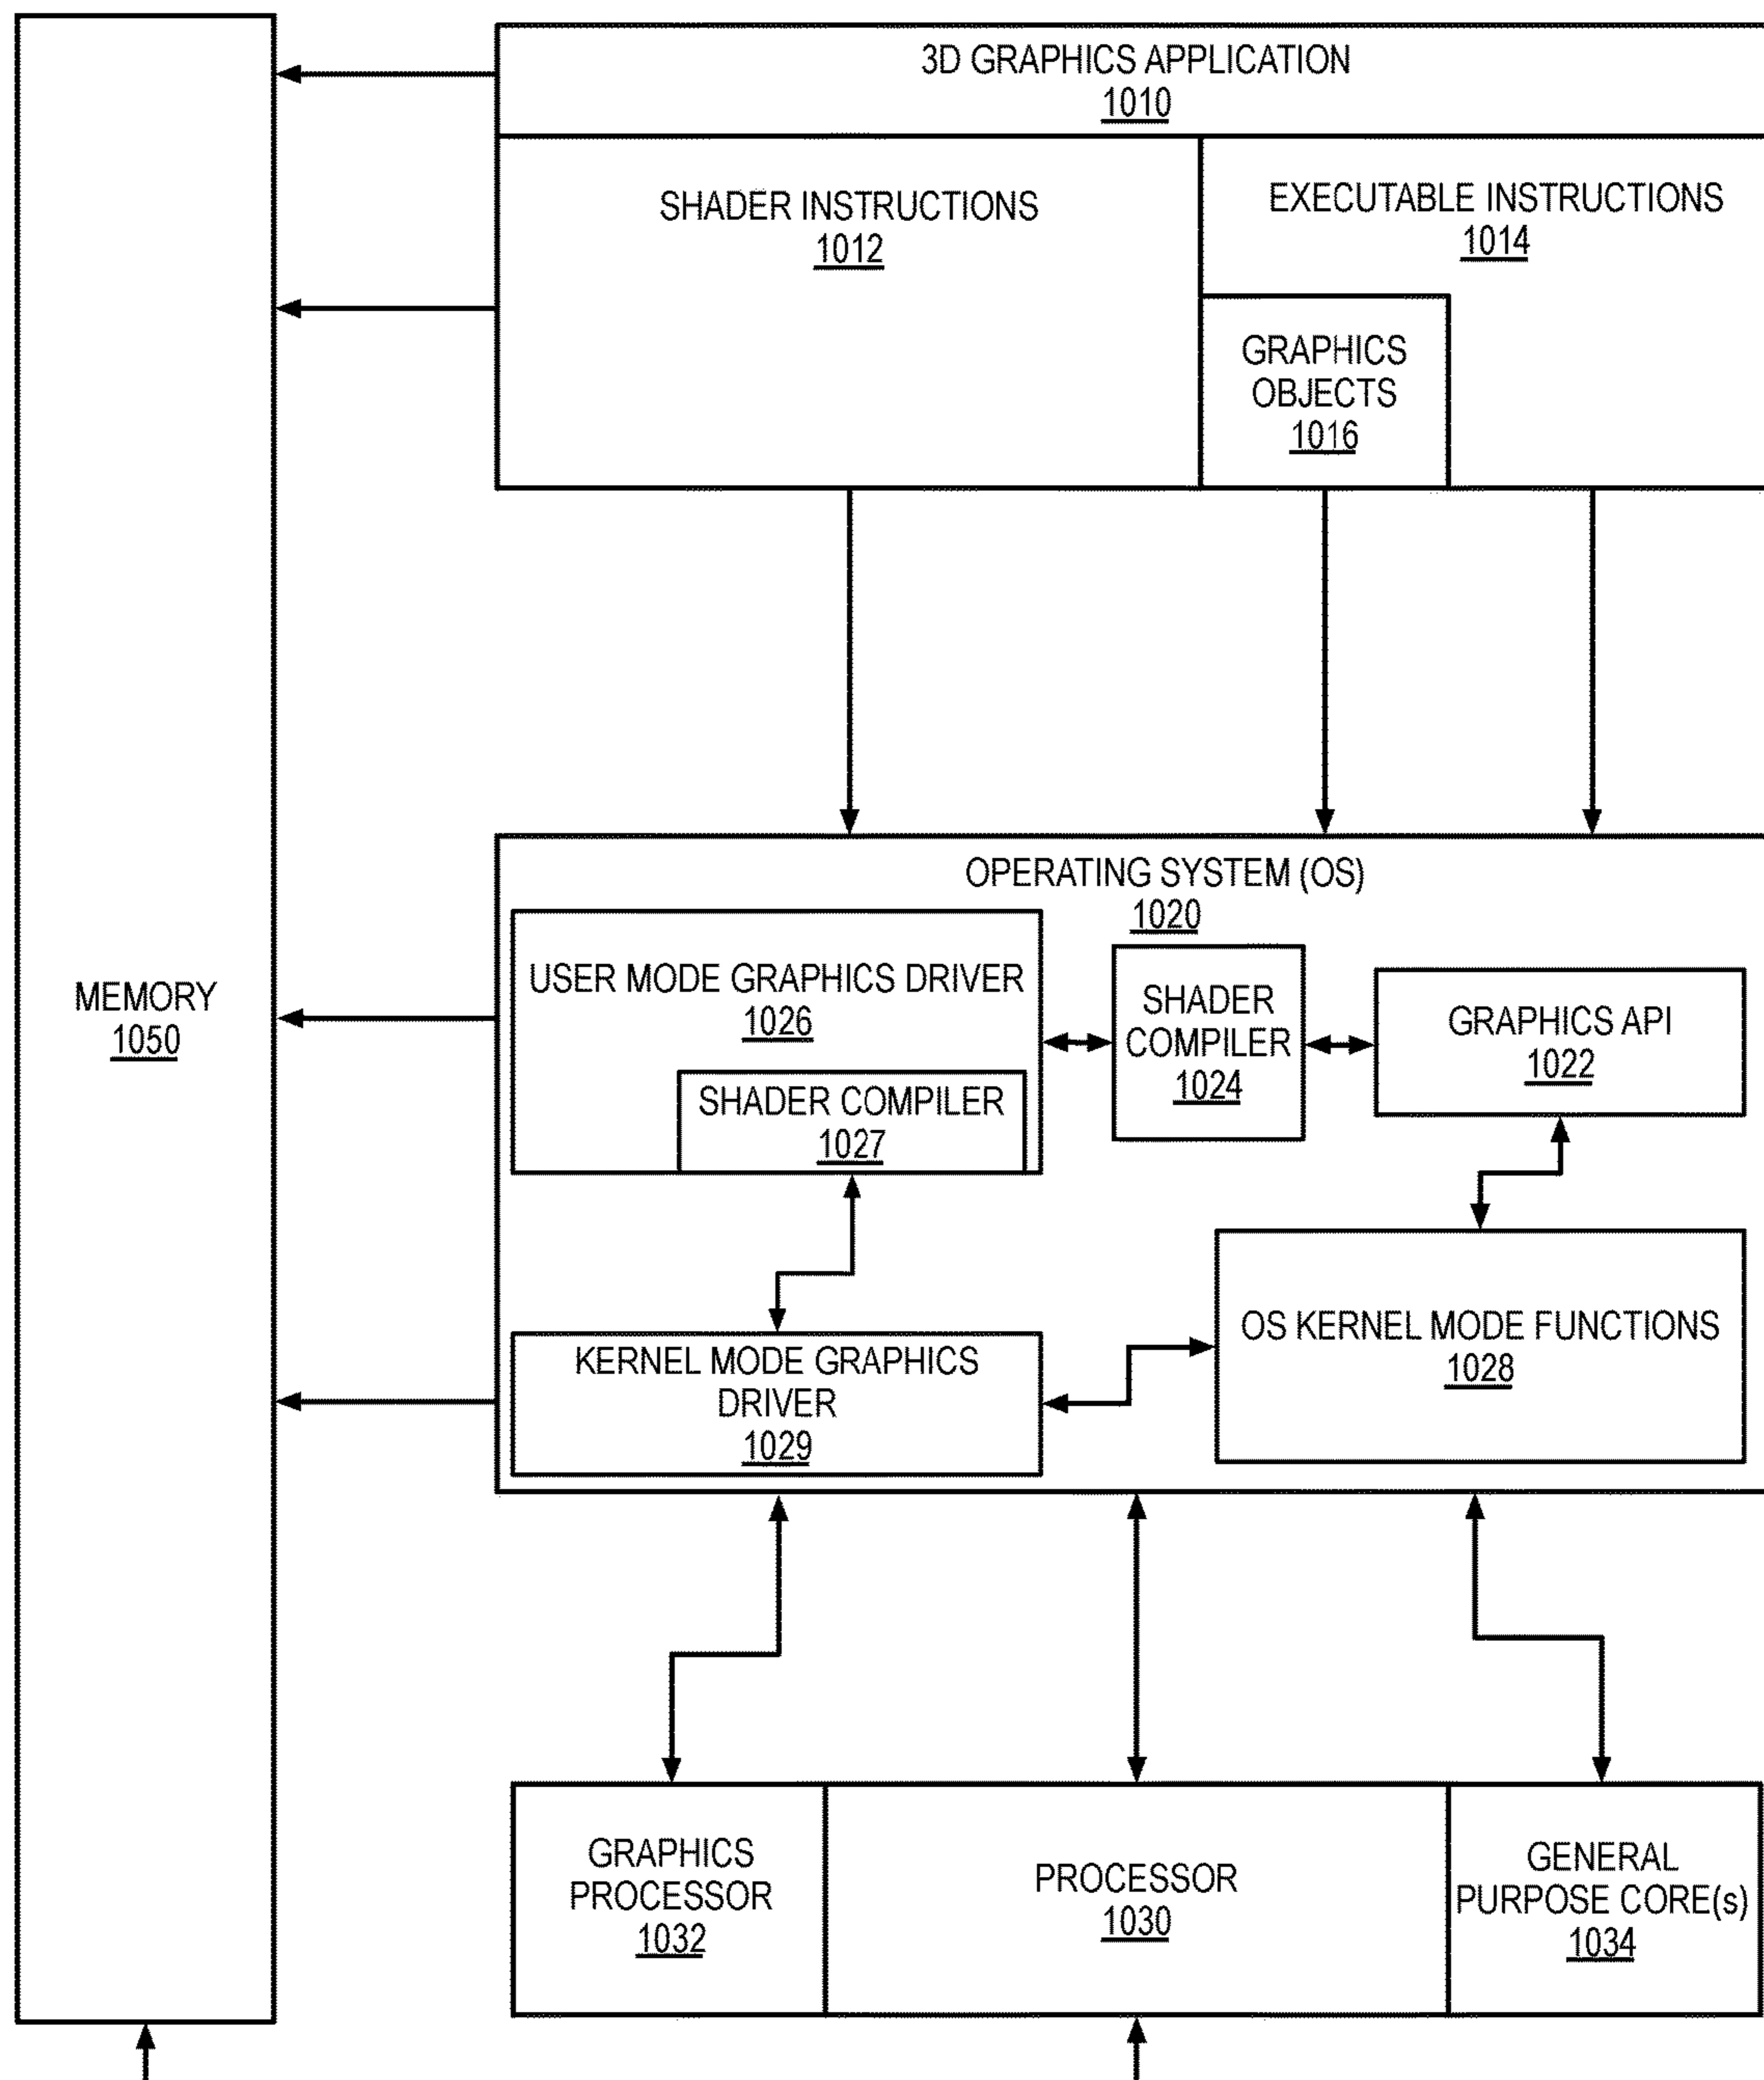 3D GRAPHICS APPLICATION
1010
SHADER INSTRUCTIONS
1012
EXECUTABLE INSTRUCTIONS
1014
GRAPHICS
OBJECTS
1016
MEMORY
1050
OPERATING SYSTEM (OS)
1020
USER MODE GRAPHICS DRIVER
1026
SHADER COMPILER
1027
SHADER
COMPILER
1024
GRAPHICS API
1022
KERNEL MODE GRAPHICS
DRIVER
1029
OS KERNEL MODE FUNCTIONS
1028
GRAPHICS
PROCESSOR
1032
PROCESSOR
1030
GENERAL
PURPOSE CORE(s)
1034